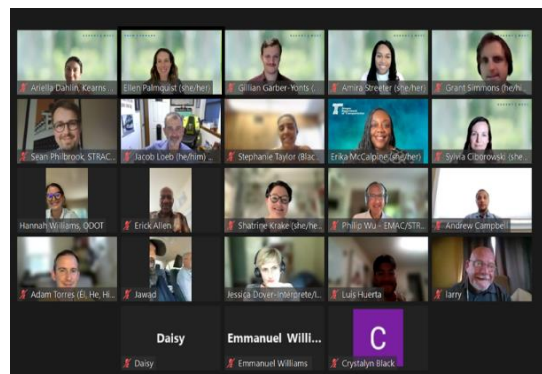 Ariella Dahlin, Kearns ...
Ellen Palmquist (she/her)
Gillian Garber-Yonts (...
Amira Streeter (she/her)
Grant Simmons (he/hi...
Sean Philbrook, STRAC...
Jacob Loeb (he/him) ...
Stephanie Taylor (Blac...
Erika McCalpine (she/her)
Sylvia Ciborowski (she...
Hannah Williams, ODOT
Erick Allen
Shatrine Krake (she/he...
Philip Wu - EMAC/STR...
Andrew Campbell
Adam Torres (Él, He, Hi...
Jawad
Jessica Dover-Interprete/I...
Luis Huerta
larry
Daisy
Emmanuel Willi...
C
Daisy
Emmanuel Williams
Crystalyn Black